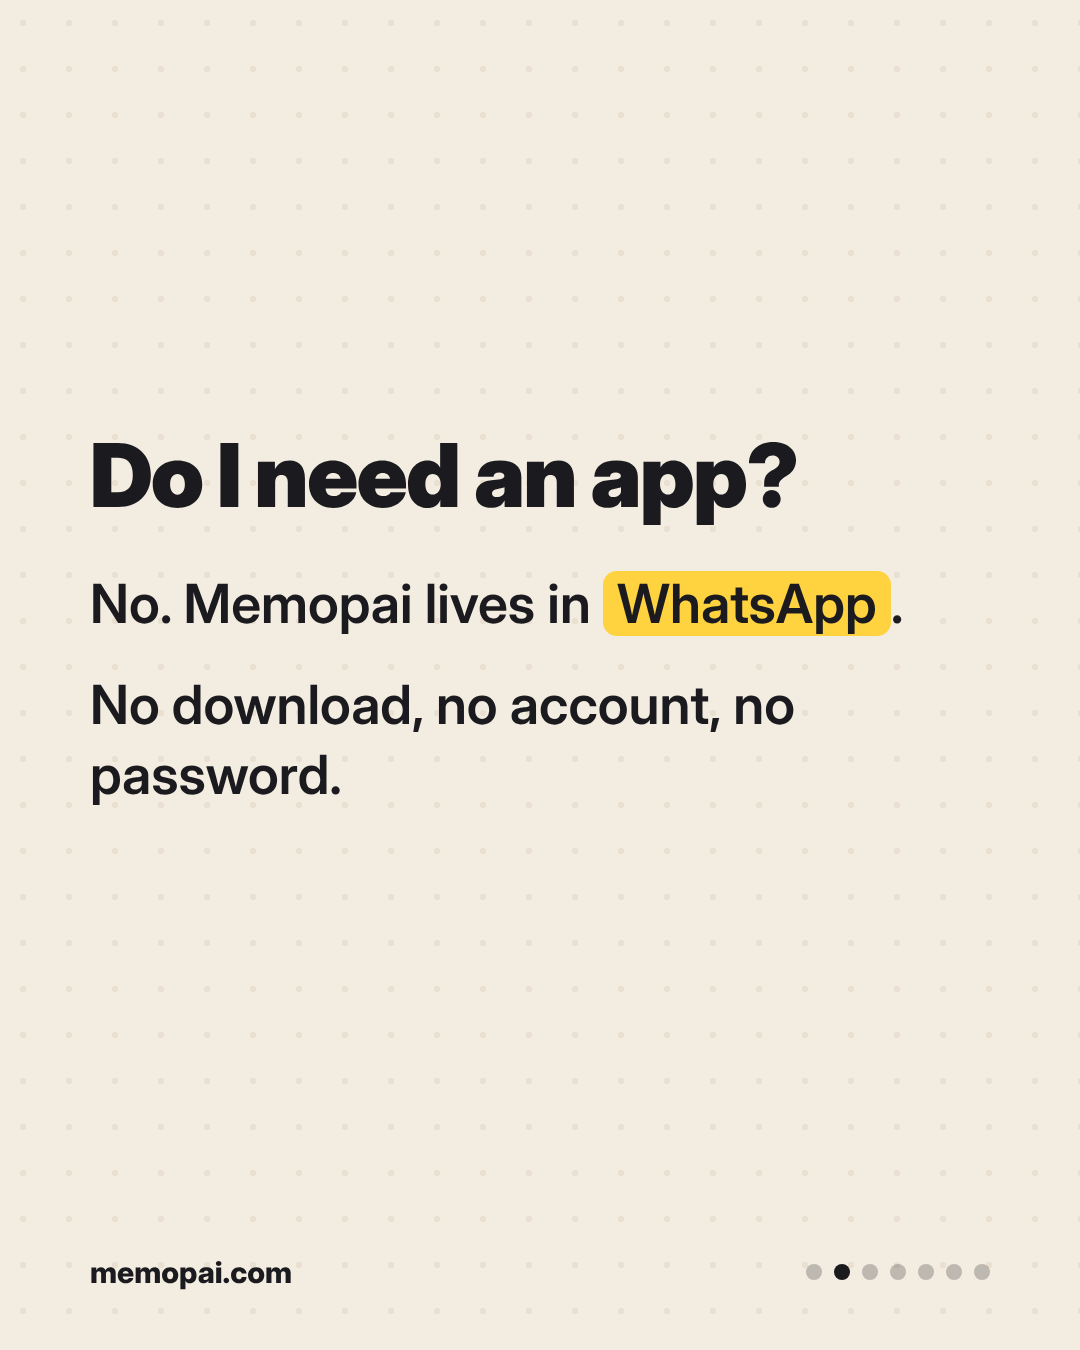 Do I need an app?
No. Memopai lives in WhatsApp.
No download, no account, no
password.
memopai.com